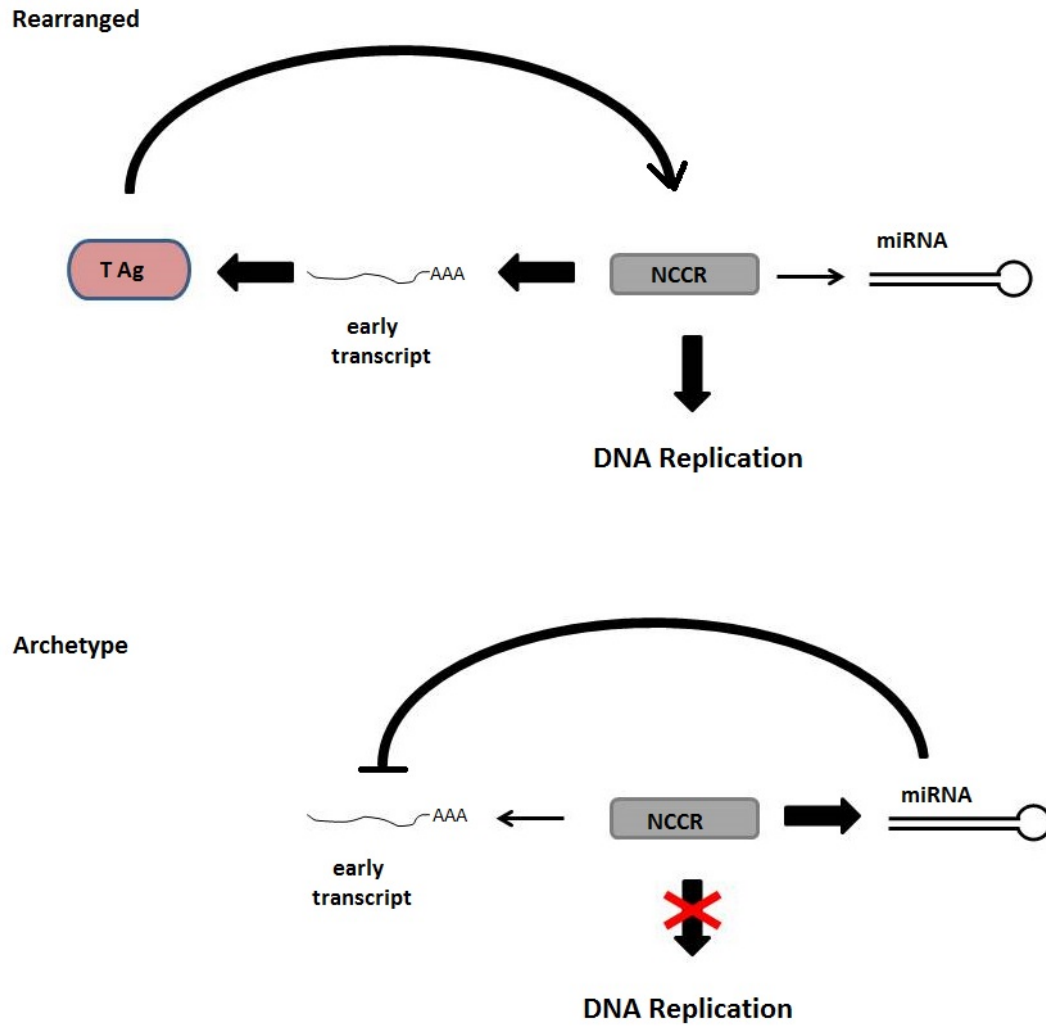 Rearranged
miRNA
T Ag
AAA
NCCR
early
transcript
DNA Replication
Archetype
miRNA
AAA
NCCR
early
transcript
DNA Replication